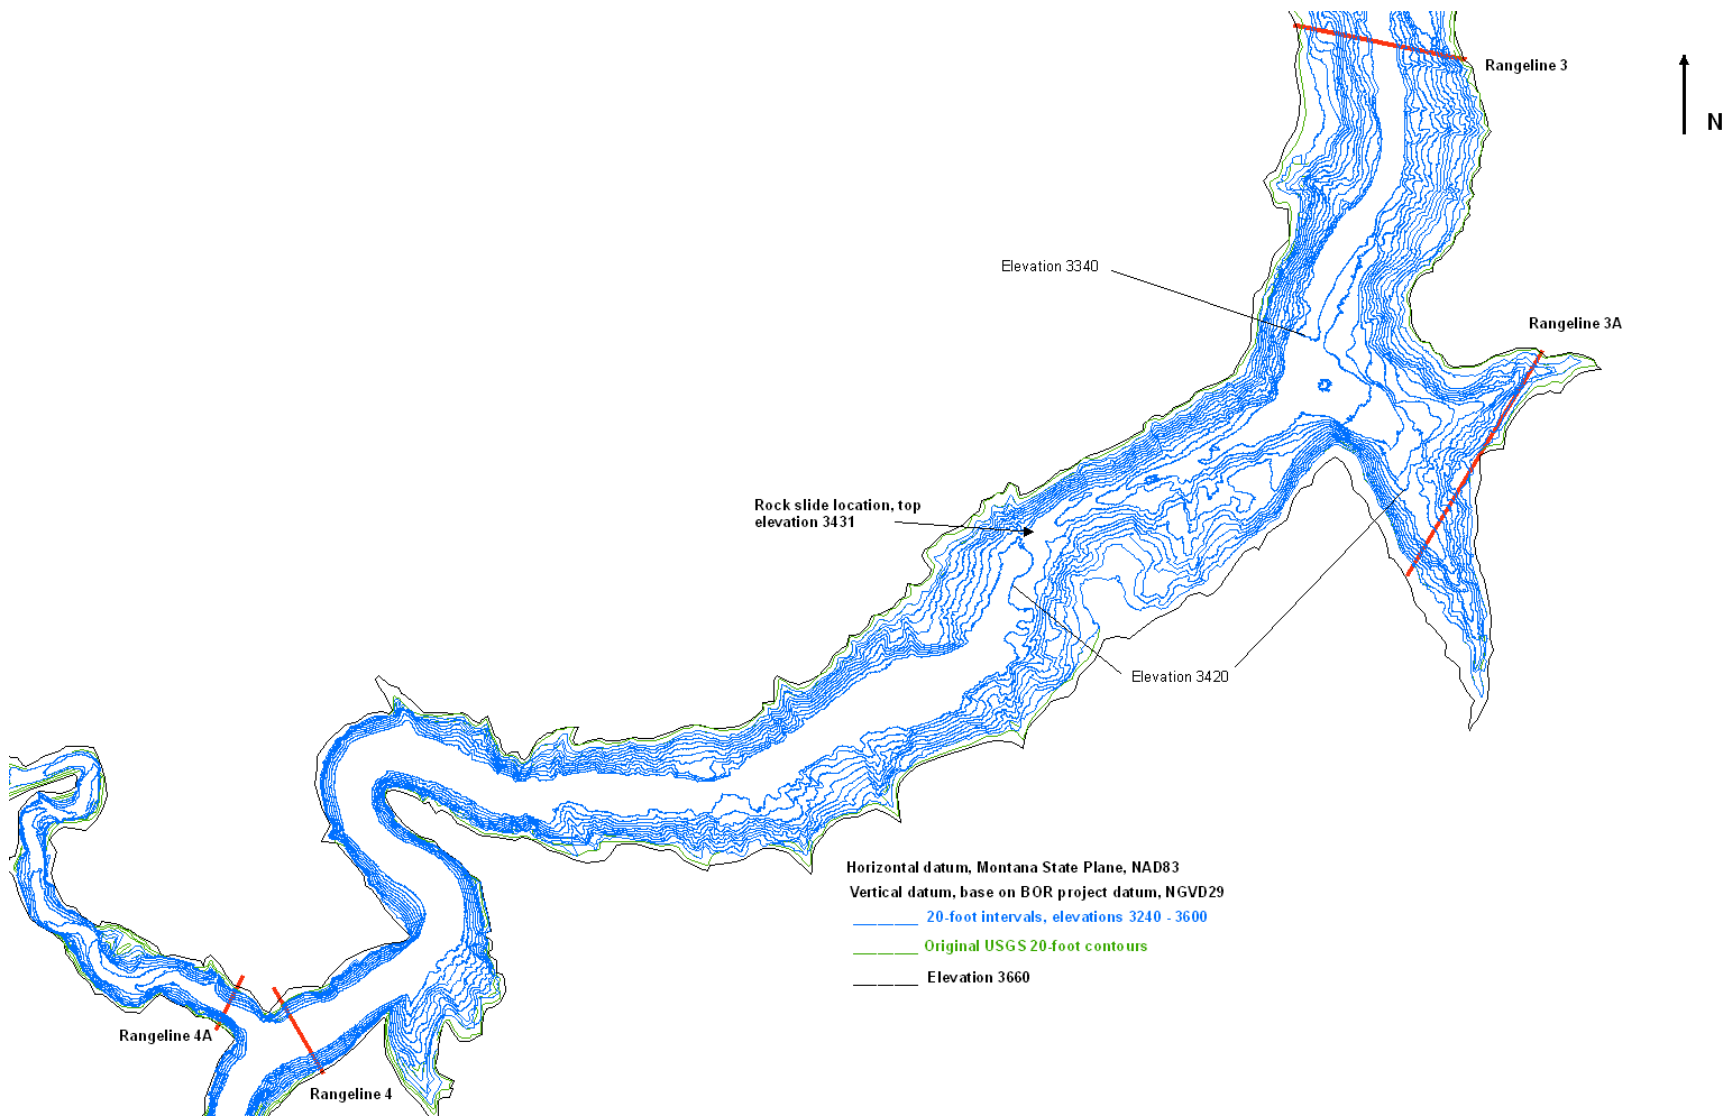 Rangeline 3
N
Elevation 3340
Rangeline 3A
Rock slide location, top
elevation 3431
Elevation 3420
Horizontal datum, Montana State Plane, NAD83
Vertical datum, base on BOR project datum, NGVD29
20-foot intervals, elevations 3240 - 3600
Original USGS 20-foot contours
Elevation 3660
Rangeline 4A
Rangeline 4